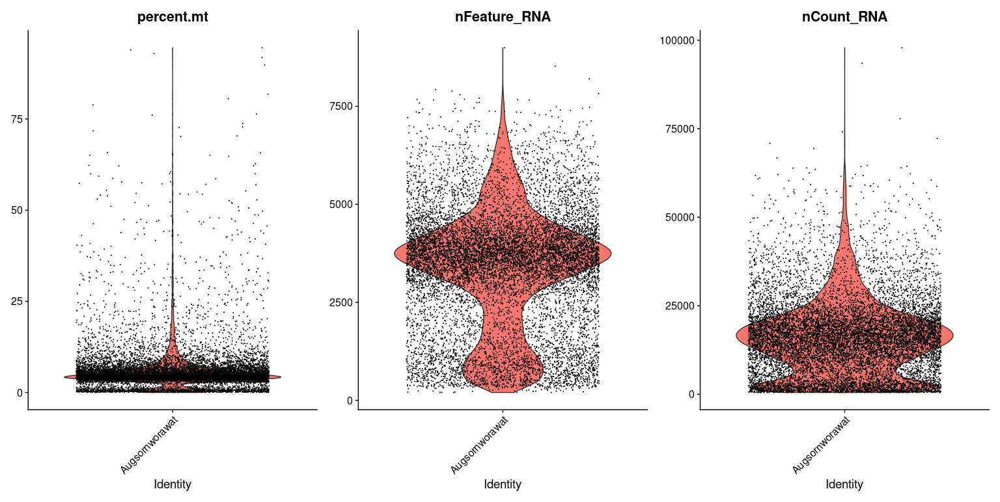 percent.mt
75
50
25
0
Augsornworawat
Identity
nFeature_RNA
7500
5000
2500
0
Augsornworawat
Identity
nCount_RNA
100000
75000
50000
25000
0
Augsornworawat
Identity